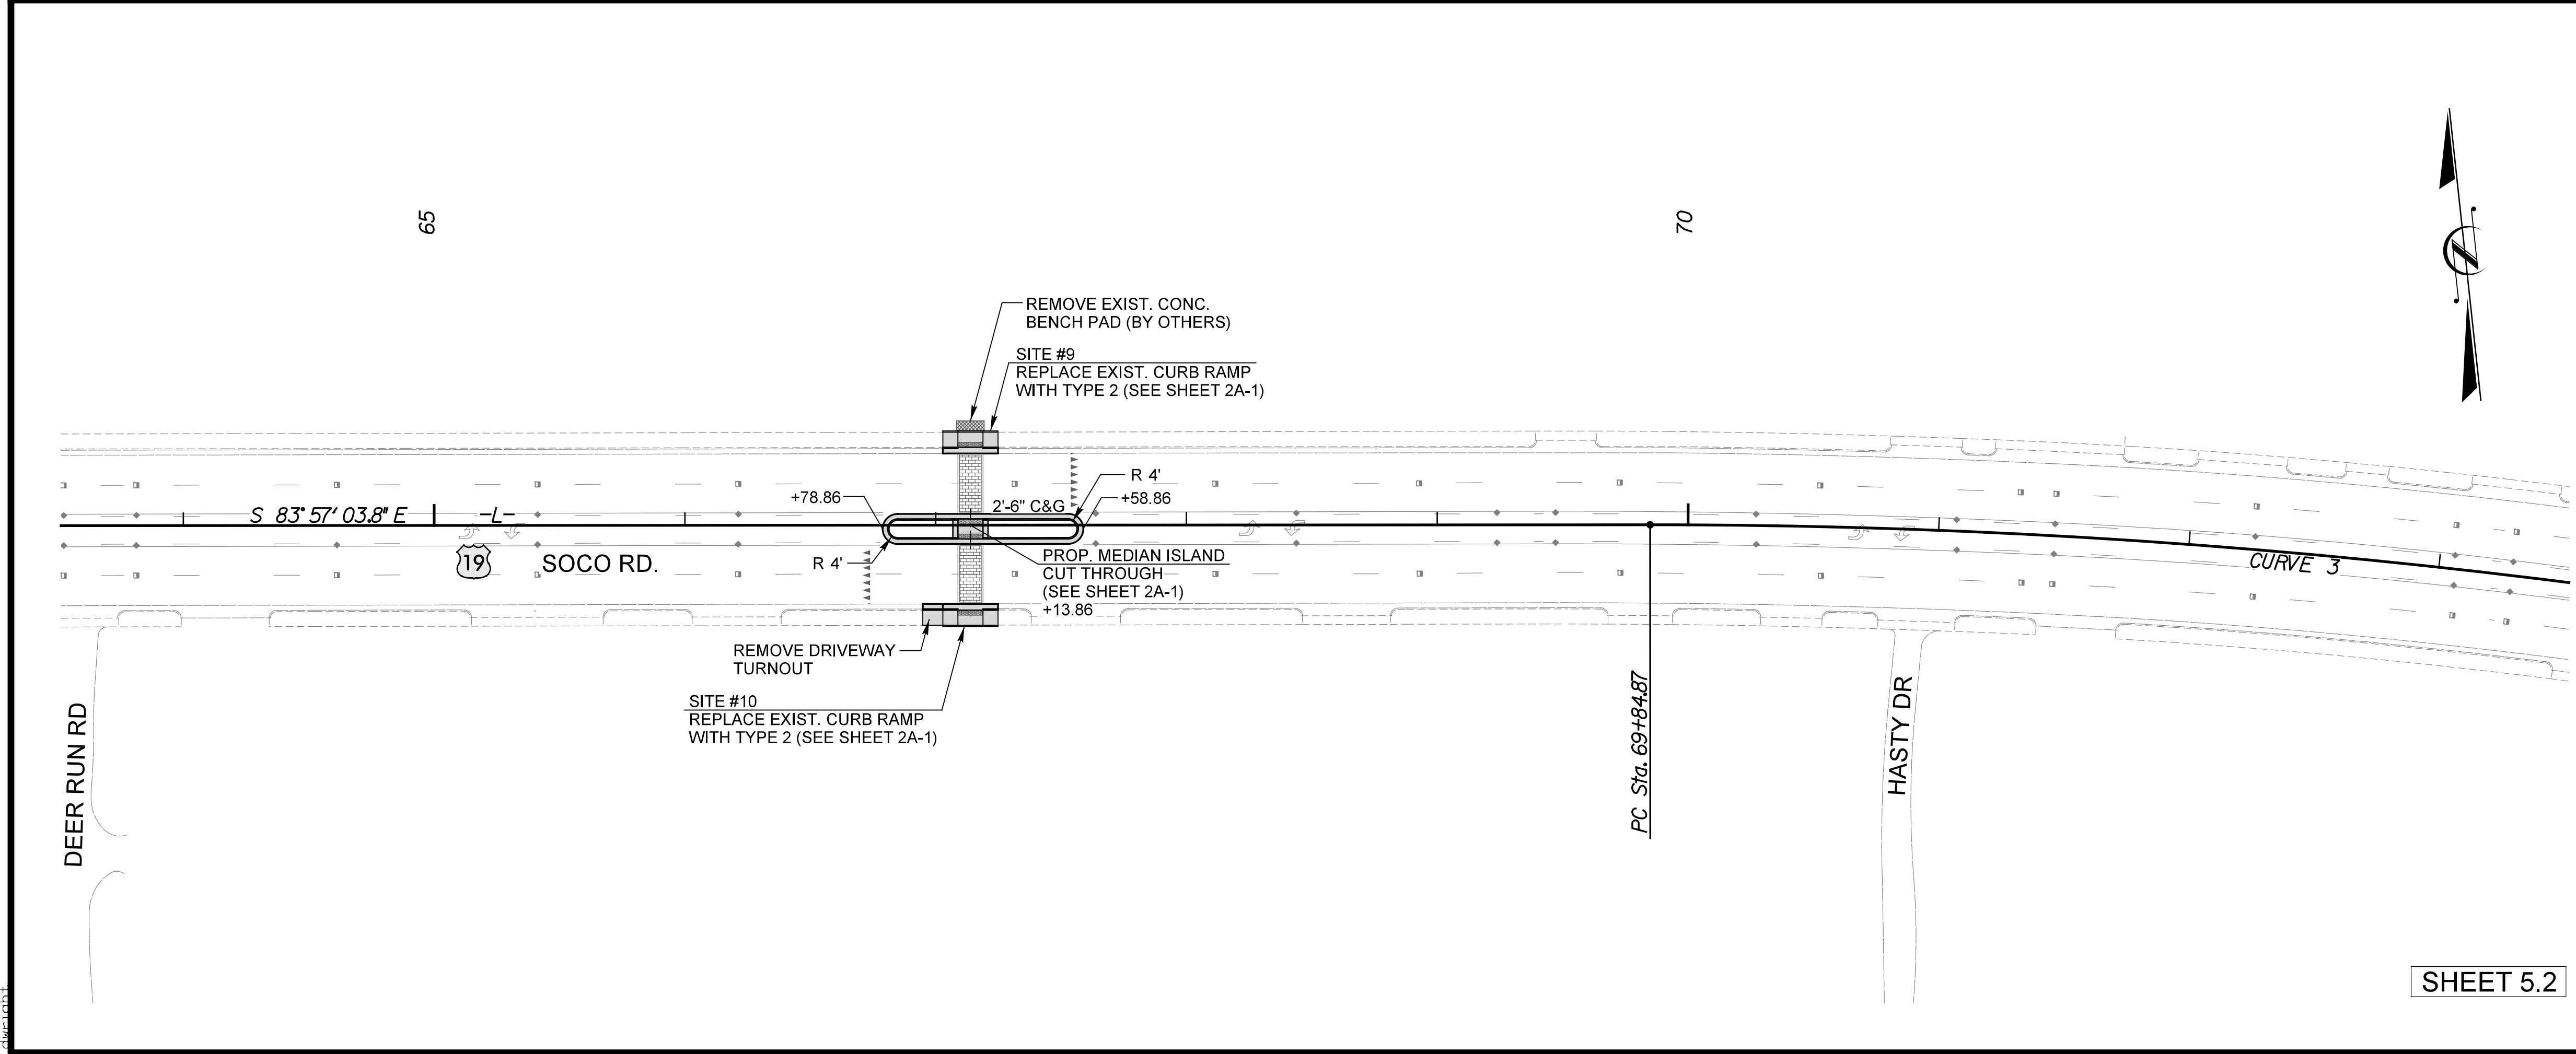 65
70
REMOVE EXIST. CONC.
BENCH PAD (BY OTHERS)
SITE #9
REPLACE EXIST. CURB RAMP
WITH TYPE 2 (SEE SHEET 2A-1)
R 4'
+78.86
+58.86
2'-6" C&G
S 83° 57' 03.8" E
-L-
19
SOCO RD.
R 4'
PROP. MEDIAN ISLAND
CUT THROUGH
(SEE SHEET 2A-1)
+13.86
CURVE 3
REMOVE DRIVEWAY
TURNOUT
SITE #10
REPLACE EXIST. CURB RAMP
WITH TYPE 2 (SEE SHEET 2A-1)
PC Sta. 69+84.87
HASTY DR
DEER RUN RD
N
SHEET 5.2
dwright